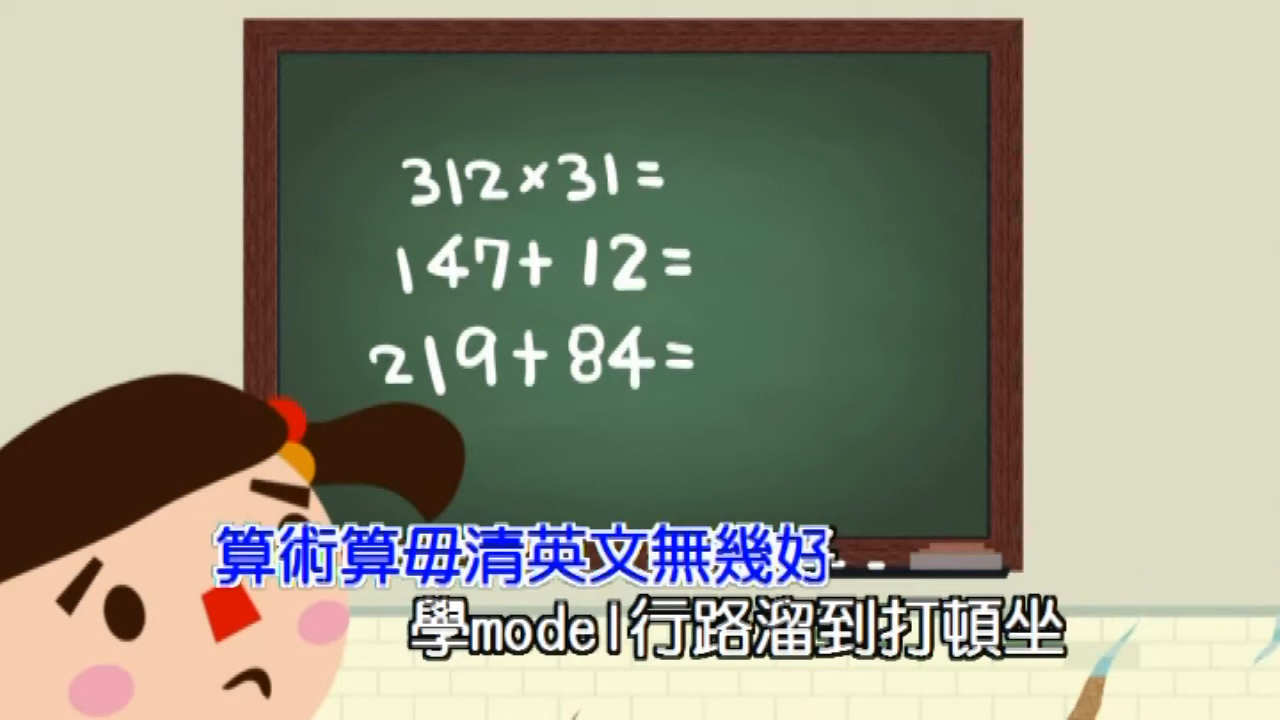 312×31=
147+12=
219+84=
算術算毋清英文無幾好
學model行路溜到打頓坐